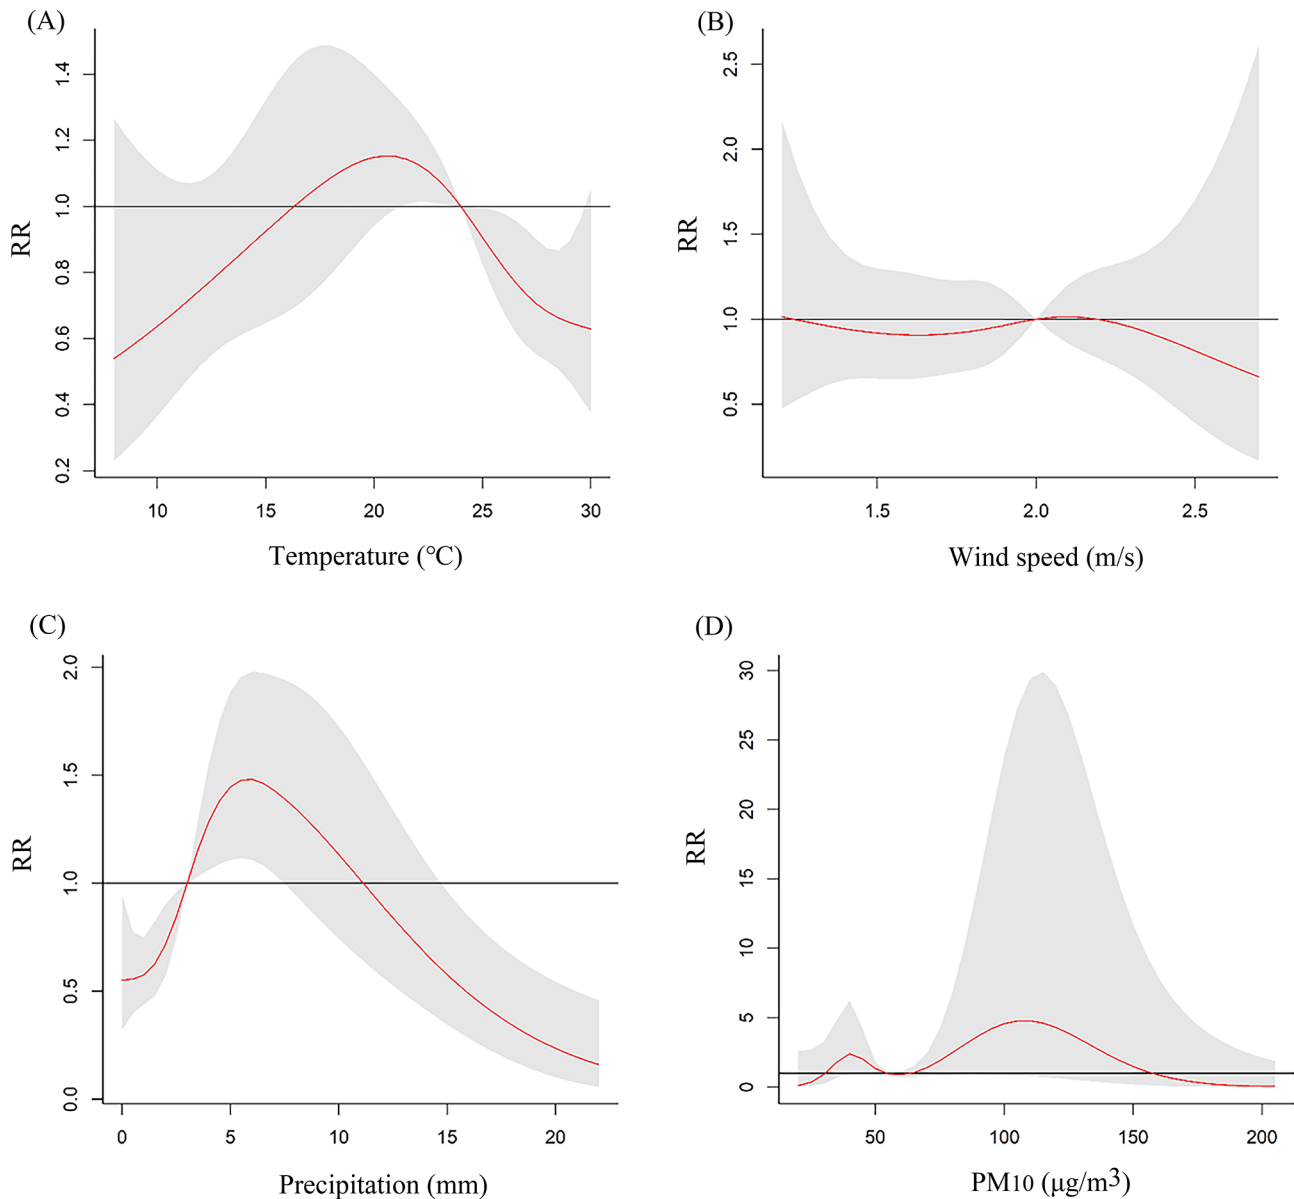 (A)
RR
0.2 0.4 0.6 0.8 1.0 1.2 1.4
10 15 20 25 30
Temperature (°C)
(B)
RR
0.5 1.0 1.5 2.0 2.5
1.5 2.0 2.5
Wind speed (m/s)
(C)
RR
0.0 0.5 1.0 1.5 2.0
0 5 10 15 20
Precipitation (mm)
(D)
RR
0 5 10 15 20 25 30
50 100 150 200
PM10 (μg/m³)